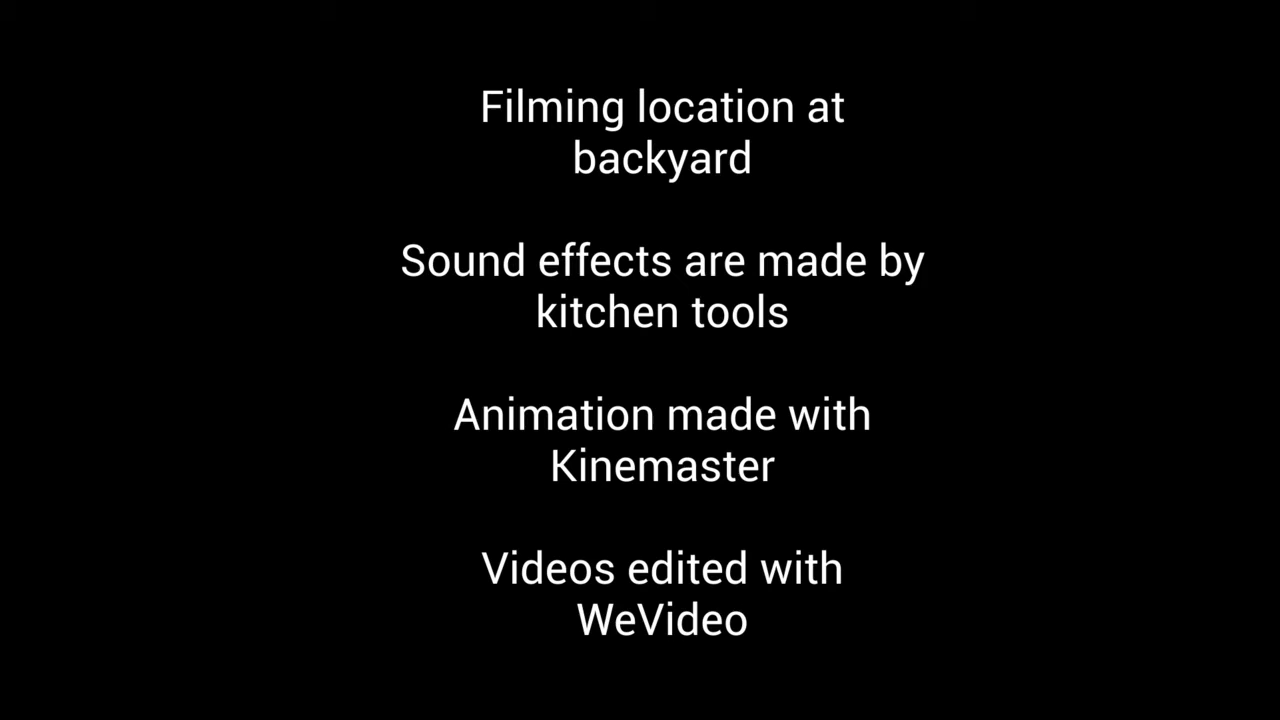 Filming location at
backyard
Sound effects are made by
kitchen tools
Animation made with
Kinemaster
Videos edited with
WeVideo